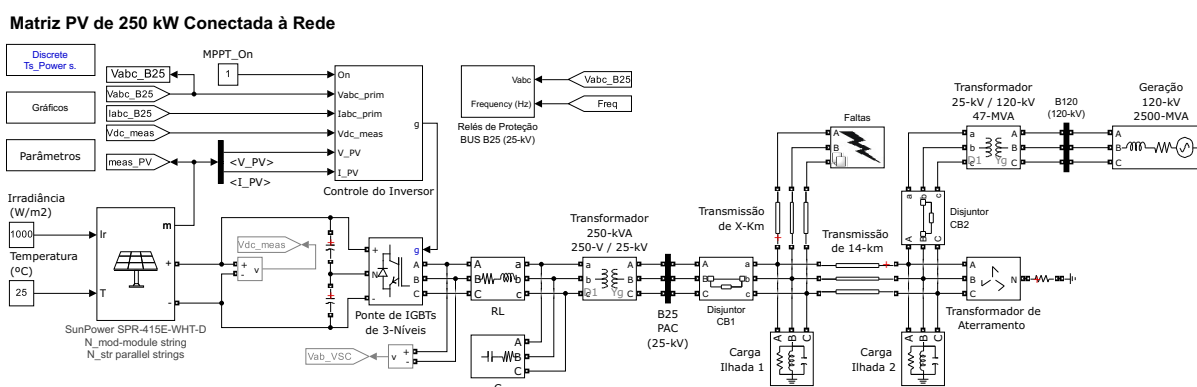 Matriz PV de 250 kW Conectada à Rede
Discrete
Ts_Power s.
Gráficos
Parâmetros
Vabc_B25
Vabc_B25
Iabc_B25
Vdc_meas
meas_PV
MPPT_On
1
<V_PV>
<I_PV>
On
Vabc_prim
Iabc_prim
Vdc_meas
V_PV
I_PV
g
Controle do Inversor
Vabc
Frequency (Hz)
Vabc_B25
Freq
Relés de Proteção
BUS B25 (25-kV)
Irradiância
(W/m2)
1000
Temperatura
(ºC)
25
Ir
T
m
+
-
SunPower SPR-415E-WHT-D
N_mod-module string
N_str parallel strings
Vdc_meas
+
-
v
+
N
-
g
A
B
C
Ponte de IGBTs
de 3-Níveis
Vab_VSC
v
+
-
A
B
C
a
b
c
RL
A
B
C
Transformador
250-kVA
250-V / 25-kV
a
b
c
A
B
C
D1
Yg
B25
PAC
(25-kV)
A
B
C
a
b
c
Disjuntor
CB1
Transmissão
de X-Km
Faltas
A
B
C
Transmissão
de 14-km
A B C
Carga
Ilhada 1
A B C
Carga
Ilhada 2
a b c
A B C
Disjuntor
CB2
A
B
C
Transformador de
Aterramento
Transformador
25-kV / 120-kV
47-MVA
a
b
c
A
B
C
D1
Yg
B120
(120-kV)
Geração
120-kV
2500-MVA
A
B
C